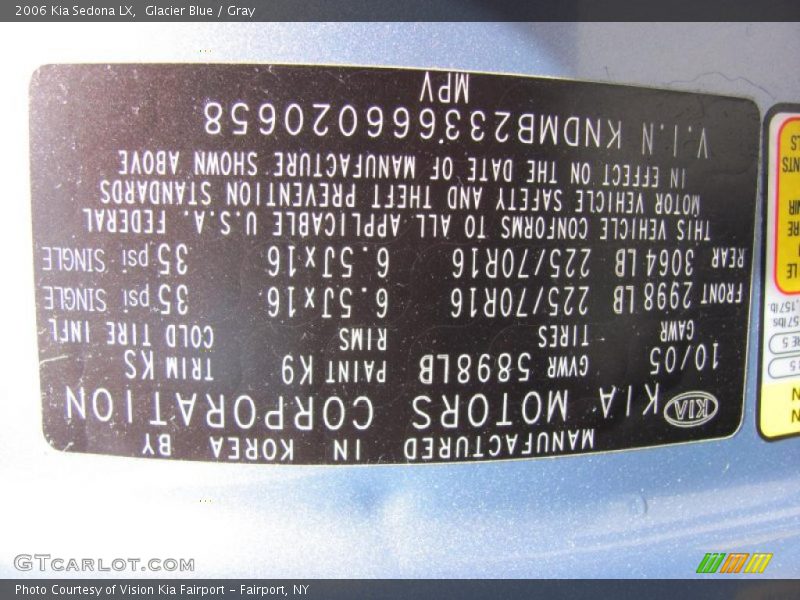 2006 Kia Sedona LX,  Glacier Blue / Gray
MANUFACTURED IN KOREA BY
KIA KIA MOTORS CORPORATION
10/05 GVWR 5898LB PAINT K9 TRIM KS
GAWR TIRES RIMS COLD TIRE INFL
FRONT 2998 LB 225/70R16 6.5Jx16 35 psi SINGLE
REAR 3064 LB 225/70R16 6.5Jx16 35 psi SINGLE
THIS VEHICLE CONFORMS TO ALL APPLICABLE U.S.A. FEDERAL
MOTOR VEHICLE SAFETY AND THEFT PREVENTION STANDARDS
IN EFFECT ON THE DATE OF MANUFACTURE SHOWN ABOVE
V.I.N KNDMB233666020658
MPV
GTCarlot.com
Photo Courtesy of Vision Kia Fairport - Fairport, NY